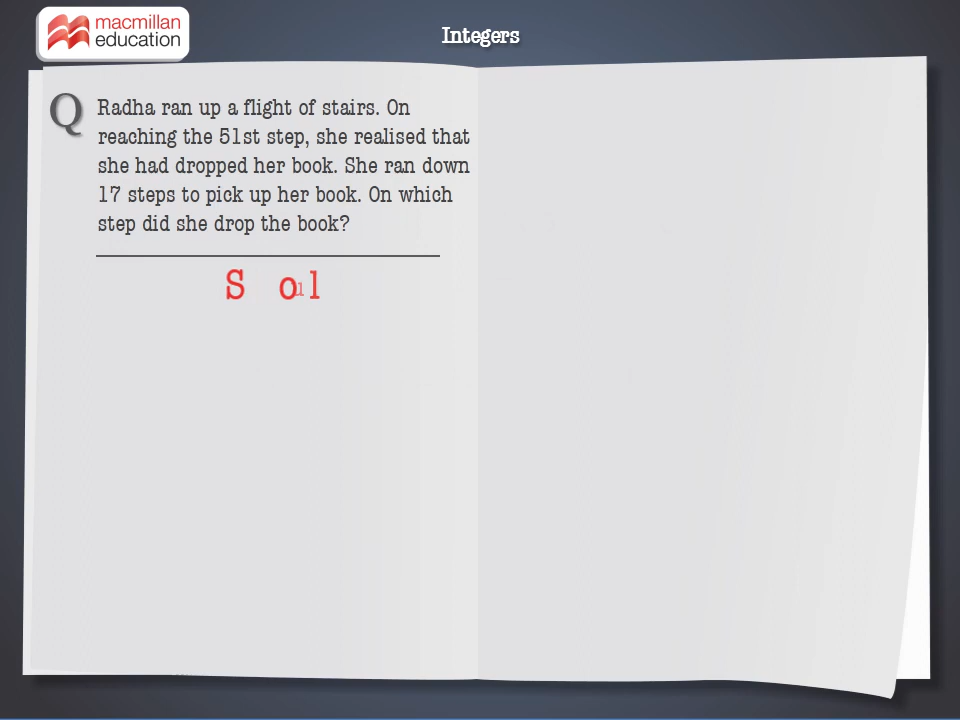 macmillan
education
Integers
Q Radha ran up a flight of stairs. On
reaching the 51st step, she realised that
she had dropped her book. She ran down
17 steps to pick up her book. On which
step did she drop the book?
S o l